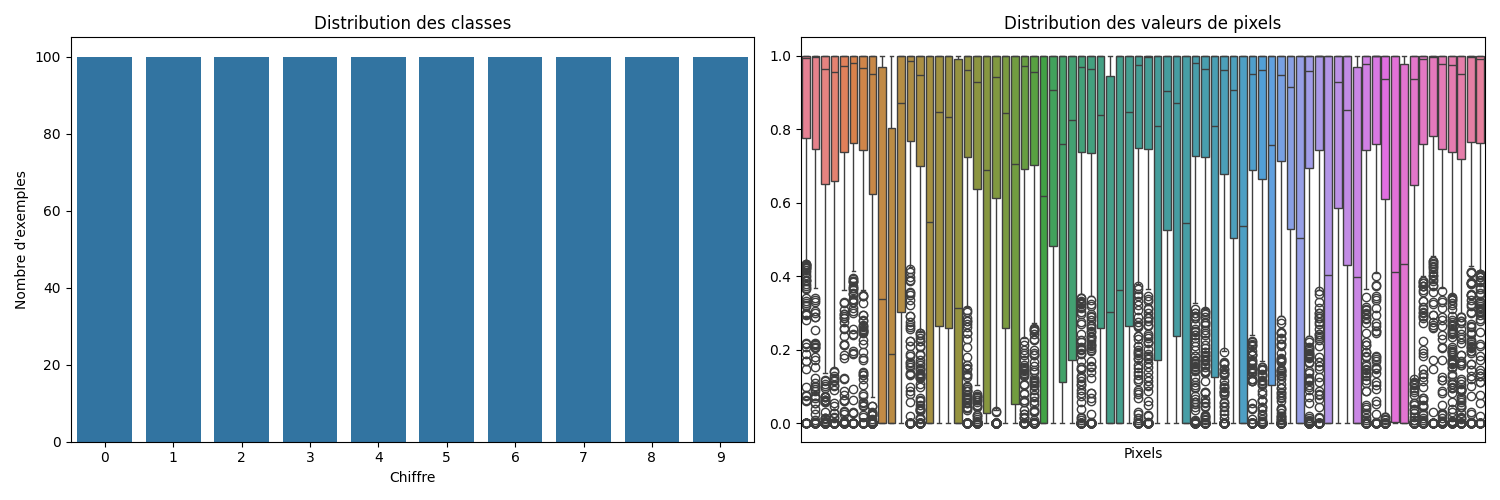 Distribution des classes
Nombre d'exemples
100
80
60
40
20
0
0 1 2 3 4 5 6 7 8 9
Chiffre
Distribution des valeurs de pixels
1.0
0.8
0.6
0.4
0.2
0.0
Pixels